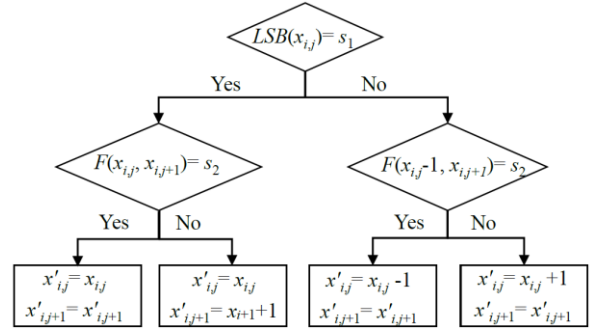 LSB(x_{i,j})= s_1
Yes No
F(x_{i,j}, x_{i,j+1})= s_2
F(x_{i,j}-1, x_{i,j+1})= s_2
Yes No
Yes No
x'_{i,j}= x_{i,j}
x'_{i,j+1}= x'_{i,j+1}
x'_{i,j}= x_{i,j}
x'_{i,j+1}= x_{i+1}+1
x'_{i,j}= x_{i,j} -1
x'_{i,j+1}= x'_{i,j+1}
x'_{i,j}= x_{i,j} +1
x'_{i,j+1}= x'_{i,j+1}